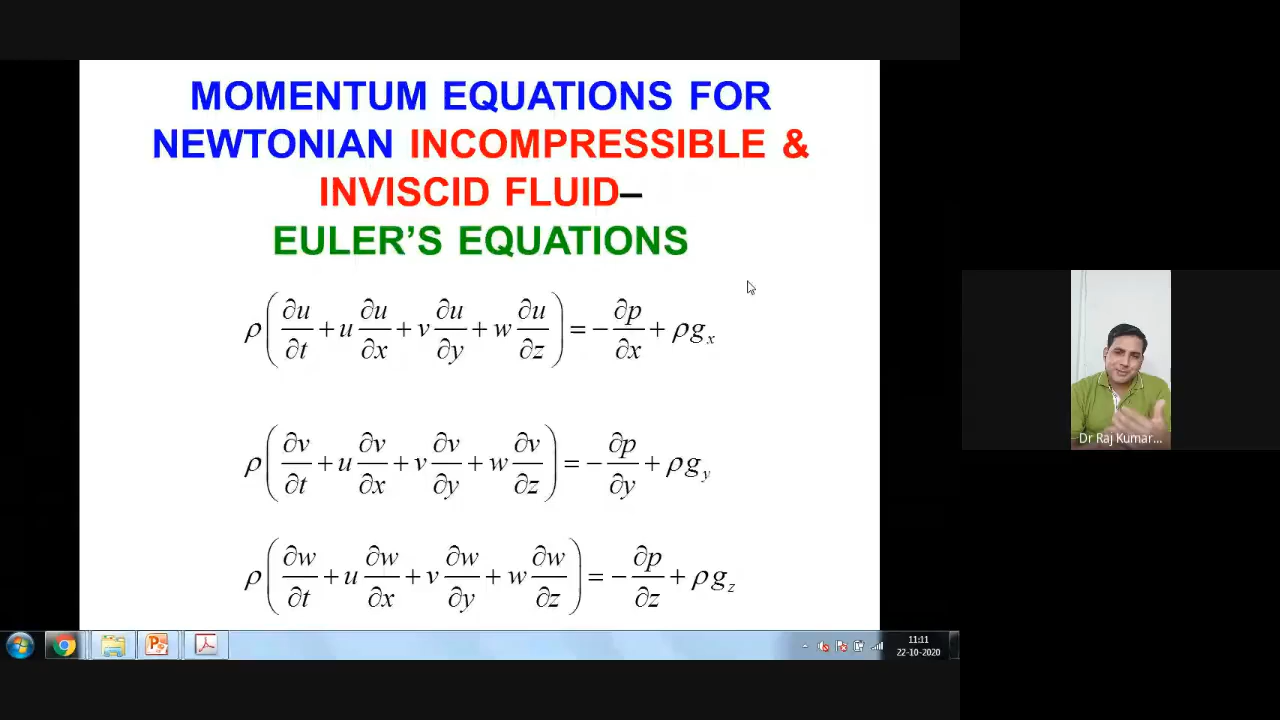 MOMENTUM EQUATIONS FOR
NEWTONIAN INCOMPRESSIBLE &
INVISCID FLUID–
EULER’S EQUATIONS
ρ(∂u/∂t + u ∂u/∂x + v ∂u/∂y + w ∂u/∂z) = −∂p/∂x + ρg_x
ρ(∂v/∂t + u ∂v/∂x + v ∂v/∂y + w ∂v/∂z) = −∂p/∂y + ρg_y
ρ(∂w/∂t + u ∂w/∂x + v ∂w/∂y + w ∂w/∂z) = −∂p/∂z + ρg_z
Dr Raj Kumar...
11:11
22-10-2020